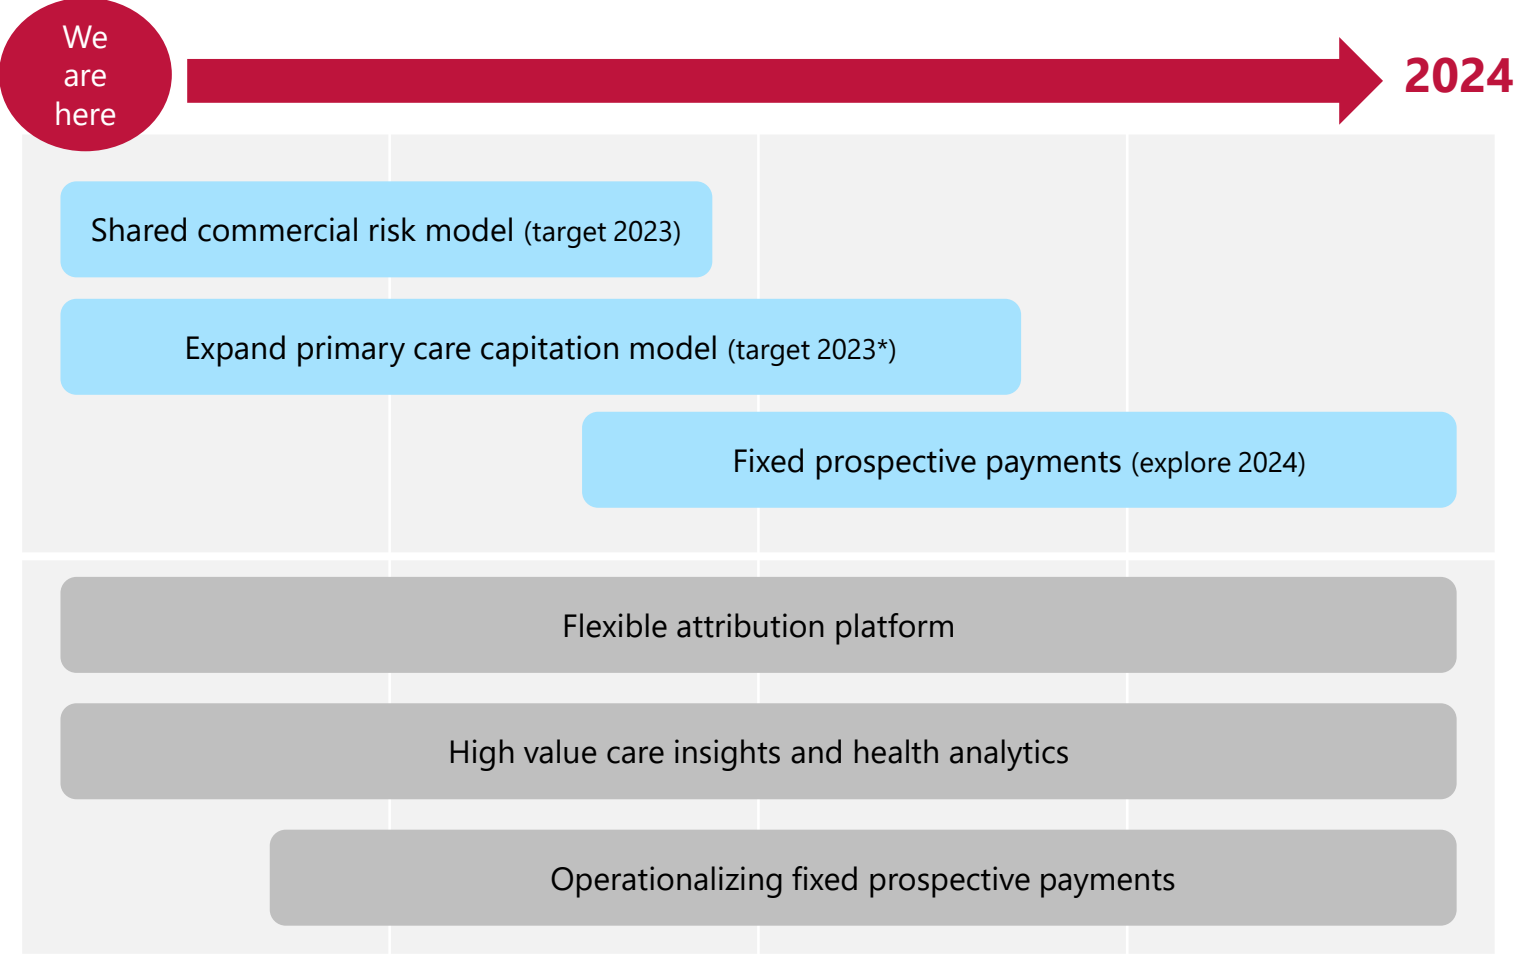 We
are
here
2024
Shared commercial risk model (target 2023)
Expand primary care capitation model (target 2023*)
Fixed prospective payments (explore 2024)
Flexible attribution platform
High value care insights and health analytics
Operationalizing fixed prospective payments